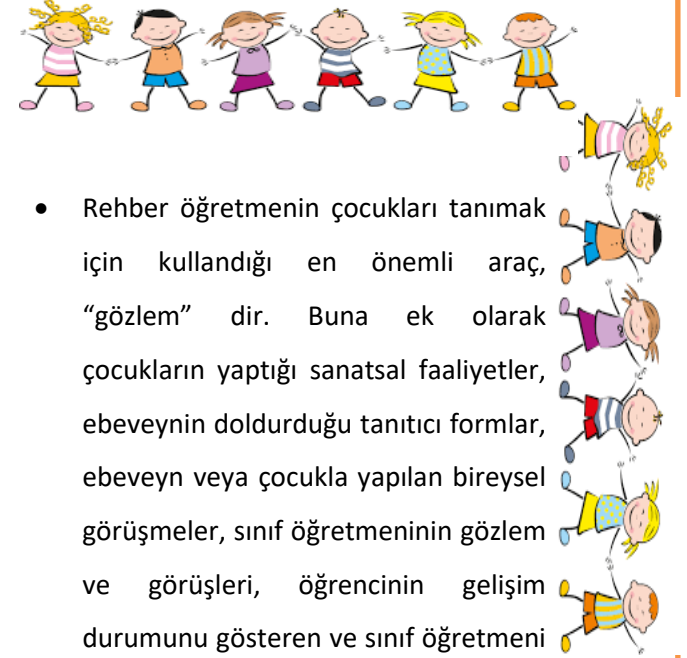 • Rehber öğretmenin çocukları tanımak
için kullandığı en önemli araç,
“gözlem” dir. Buna ek olarak
çocukların yaptığı sanatsal faaliyetler,
ebeveynin doldurduğu tanıtıcı formlar,
ebeveyn veya çocukla yapılan bireysel
görüşmeler, sınıf öğretmeninin gözlem
ve görüşleri, öğrencinin gelişim
durumunu gösteren ve sınıf öğretmeni